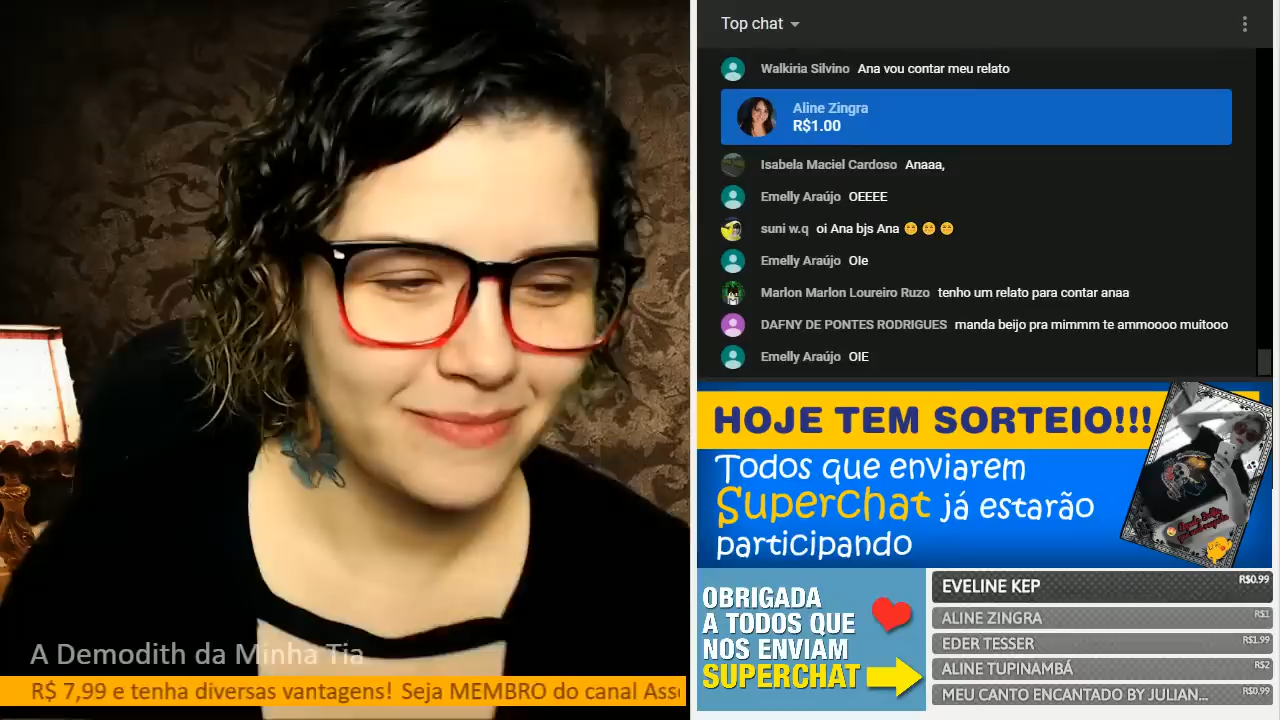 Top chat
Walkiria Silvino Ana vou contar meu relato
Aline Zingra
R$1.00
Isabela Maciel Cardoso Anaaa,
Emelly Araújo OEEEE
suni w.q oi Ana bjs Ana 😁 😁 😁
Emelly Araújo OIe
Marlon Marlon Loureiro Ruzo tenho um relato para contar anaa
DAFNY DE PONTES RODRIGUES manda beijo pra mimmm te ammoooo muitooo
Emelly Araújo OIE
HOJE TEM SORTEIO!!!
Todos que enviarem
Superchat já estarão
participando
OBRIGADA
A TODOS QUE
NOS ENVIAM
SUPERCHAT
EVELINE KEP R$0.99
ALINE ZINGRA R$1
EDER TESSER R$1.99
ALINE TUPINAMBÁ R$2
MEU CANTO ENCANTADO BY JULIAN... R$0.99
A Demodith da Minha Tia
R$ 7,99 e tenha diversas vantagens! Seja MEMBRO do canal Ass